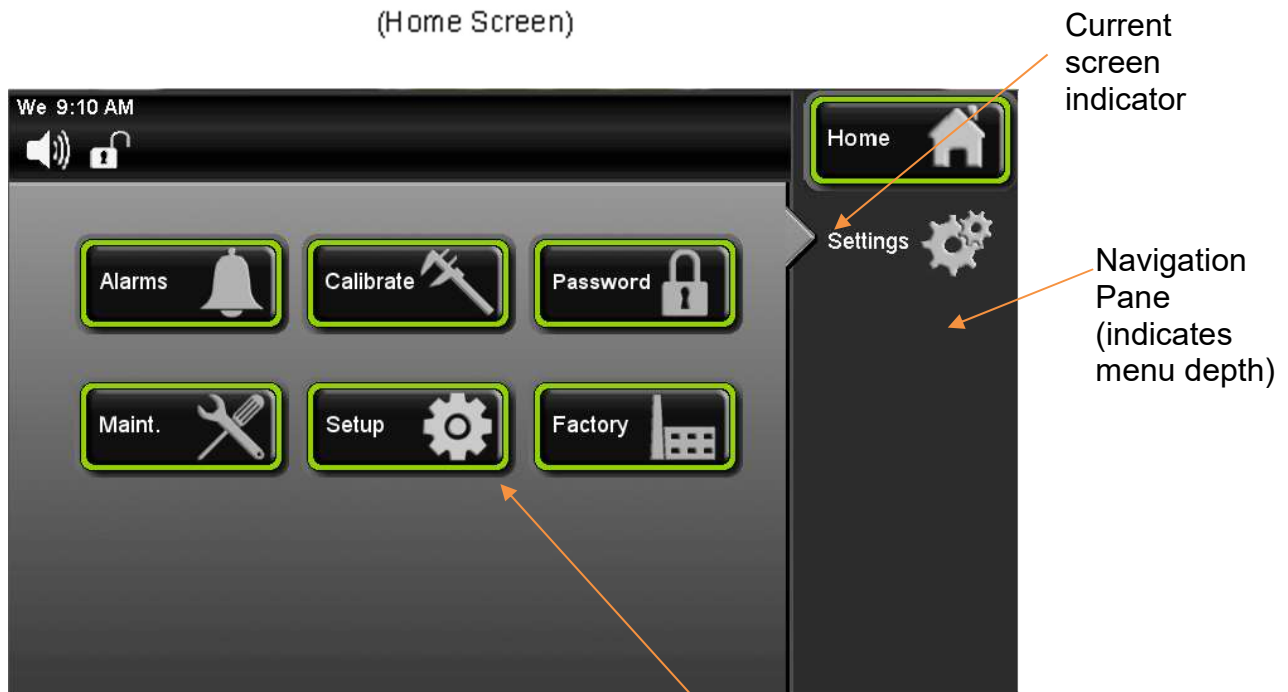 (Home Screen)
Current
screen
indicator
We 9:10 AM
Home
Settings
Navigation
Pane
(indicates
menu depth)
Alarms
Calibrate
Password
Maint.
Setup
Factory